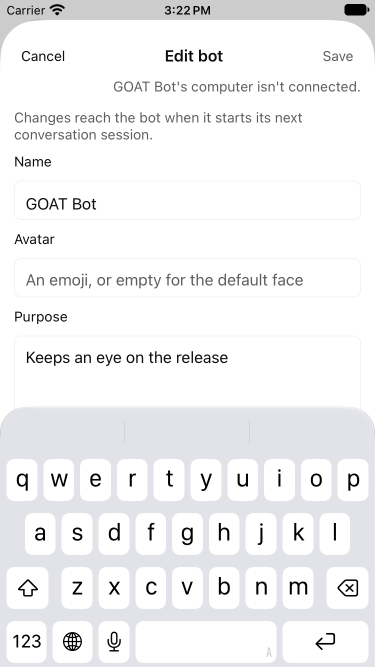 Carrier 3:22 PM
Cancel Edit bot Save
GOAT Bot's computer isn't connected.
Changes reach the bot when it starts its next
conversation session.
Name
GOAT Bot
Avatar
An emoji, or empty for the default face
Purpose
Keeps an eye on the release
q w e r t y u i o p
a s d f g h j k l
z x c v b n m
123
A